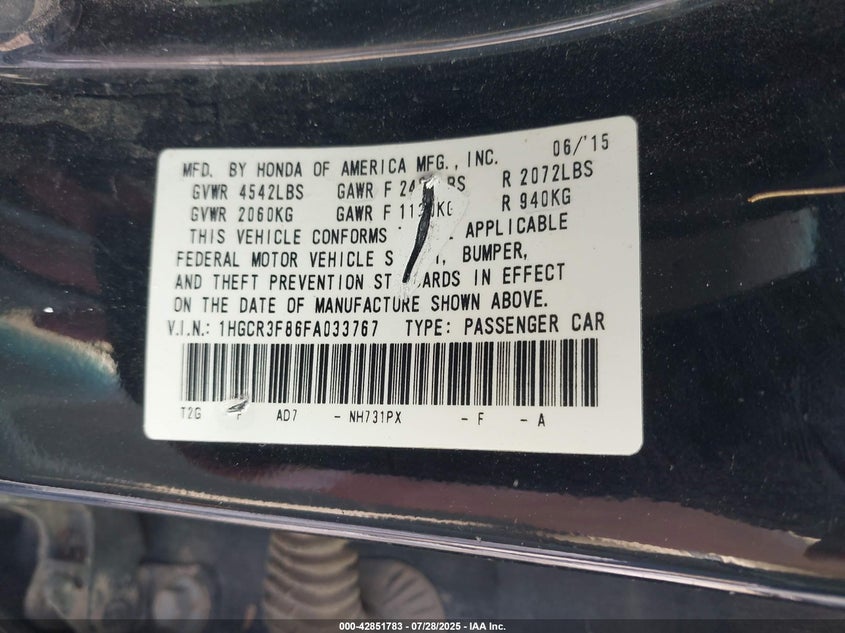 MFD. BY HONDA OF AMERICA MFG., INC. 06/'15
GVWR 4542LBS GAWR F R 2072LBS
GVWR 2060KG GAWR F R 940KG
THIS VEHICLE CONFORMS APPLICABLE
FEDERAL MOTOR VEHICLE BUMPER,
AND THEFT PREVENTION IN EFFECT
ON THE DATE OF MANUFACTURE SHOWN ABOVE.
V.I.N.: 1HGCR3F86FA033767 TYPE: PASSENGER CAR
T2G F AD7 - NH731PX - F - A
000-42851783 / 07/28/2025 - IAA Inc.